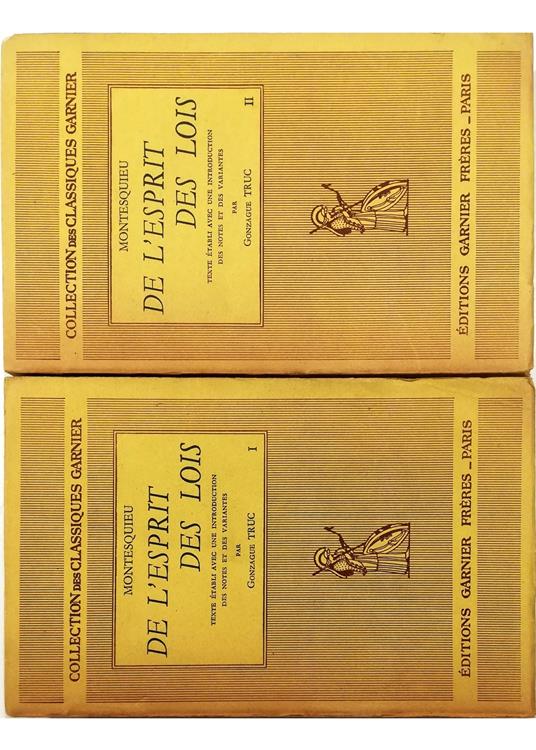 COLLECTION DES CLASSIQUES GARNIER
MONTESQUIEU
DE L'ESPRIT
DES LOIS
TEXTE ÉTABLI AVEC UNE INTRODUCTION
DES NOTES ET DES VARIANTES
PAR
GONZAGUE TRUC
I
ÉDITIONS GARNIER FRÈRES _ PARIS
COLLECTION DES CLASSIQUES GARNIER
MONTESQUIEU
DE L'ESPRIT
DES LOIS
TEXTE ÉTABLI AVEC UNE INTRODUCTION
DES NOTES ET DES VARIANTES
PAR
GONZAGUE TRUC
II
ÉDITIONS GARNIER FRÈRES _ PARIS